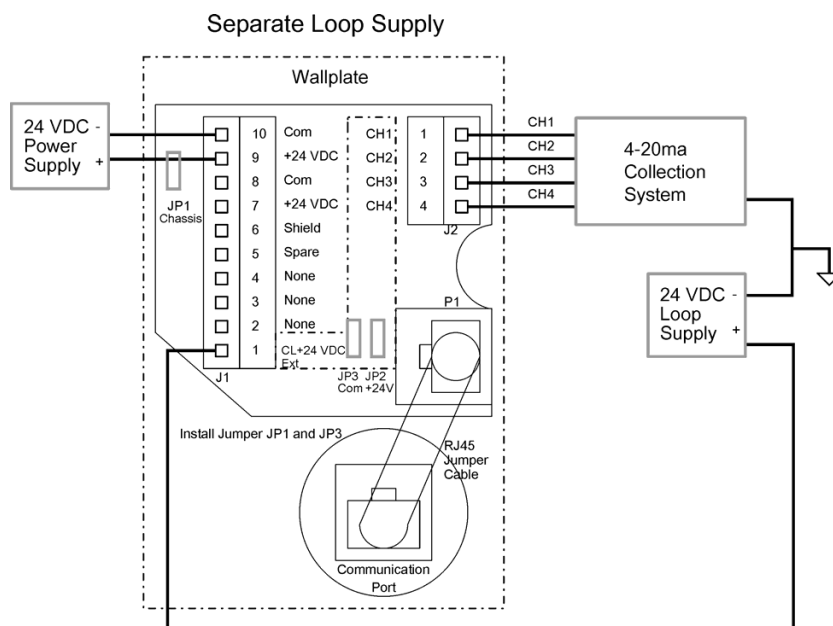 Separate Loop Supply
Wallplate
24 VDC -
Power
Supply +
10 Com
9 +24 VDC
8 Com
7 +24 VDC
6 Shield
5 Spare
4 None
3 None
2 None
1 CL+24 VDC
Ext
J1
JP1
Chassis
CH1 1 CH1
CH2 2 CH2
CH3 3 CH3
CH4 4 CH4
J2
4-20ma
Collection
System
24 VDC -
Loop
Supply +
P1
JP3 JP2
Com +24V
Install Jumper JP1 and JP3
RJ45
Jumper
Cable
Communication
Port